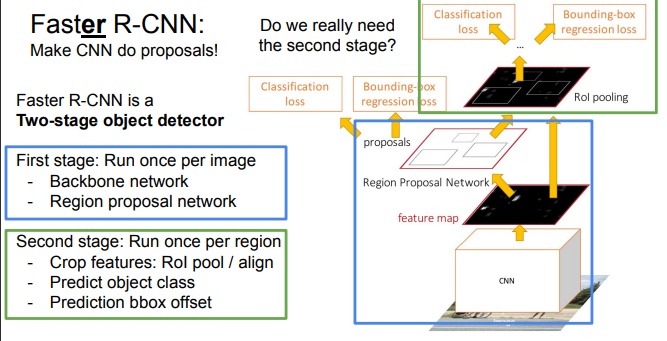 Faster R-CNN:
Make CNN do proposals!
Do we really need
the second stage?
Faster R-CNN is a
Two-stage object detector
First stage: Run once per image
- Backbone network
- Region proposal network
Second stage: Run once per region
- Crop features: RoI pool / align
- Predict object class
- Prediction bbox offset
Classification
loss
Bounding-box
regression loss
...
RoI pooling
Classification
loss
Bounding-box
regression loss
proposals
Region Proposal Network
feature map
CNN